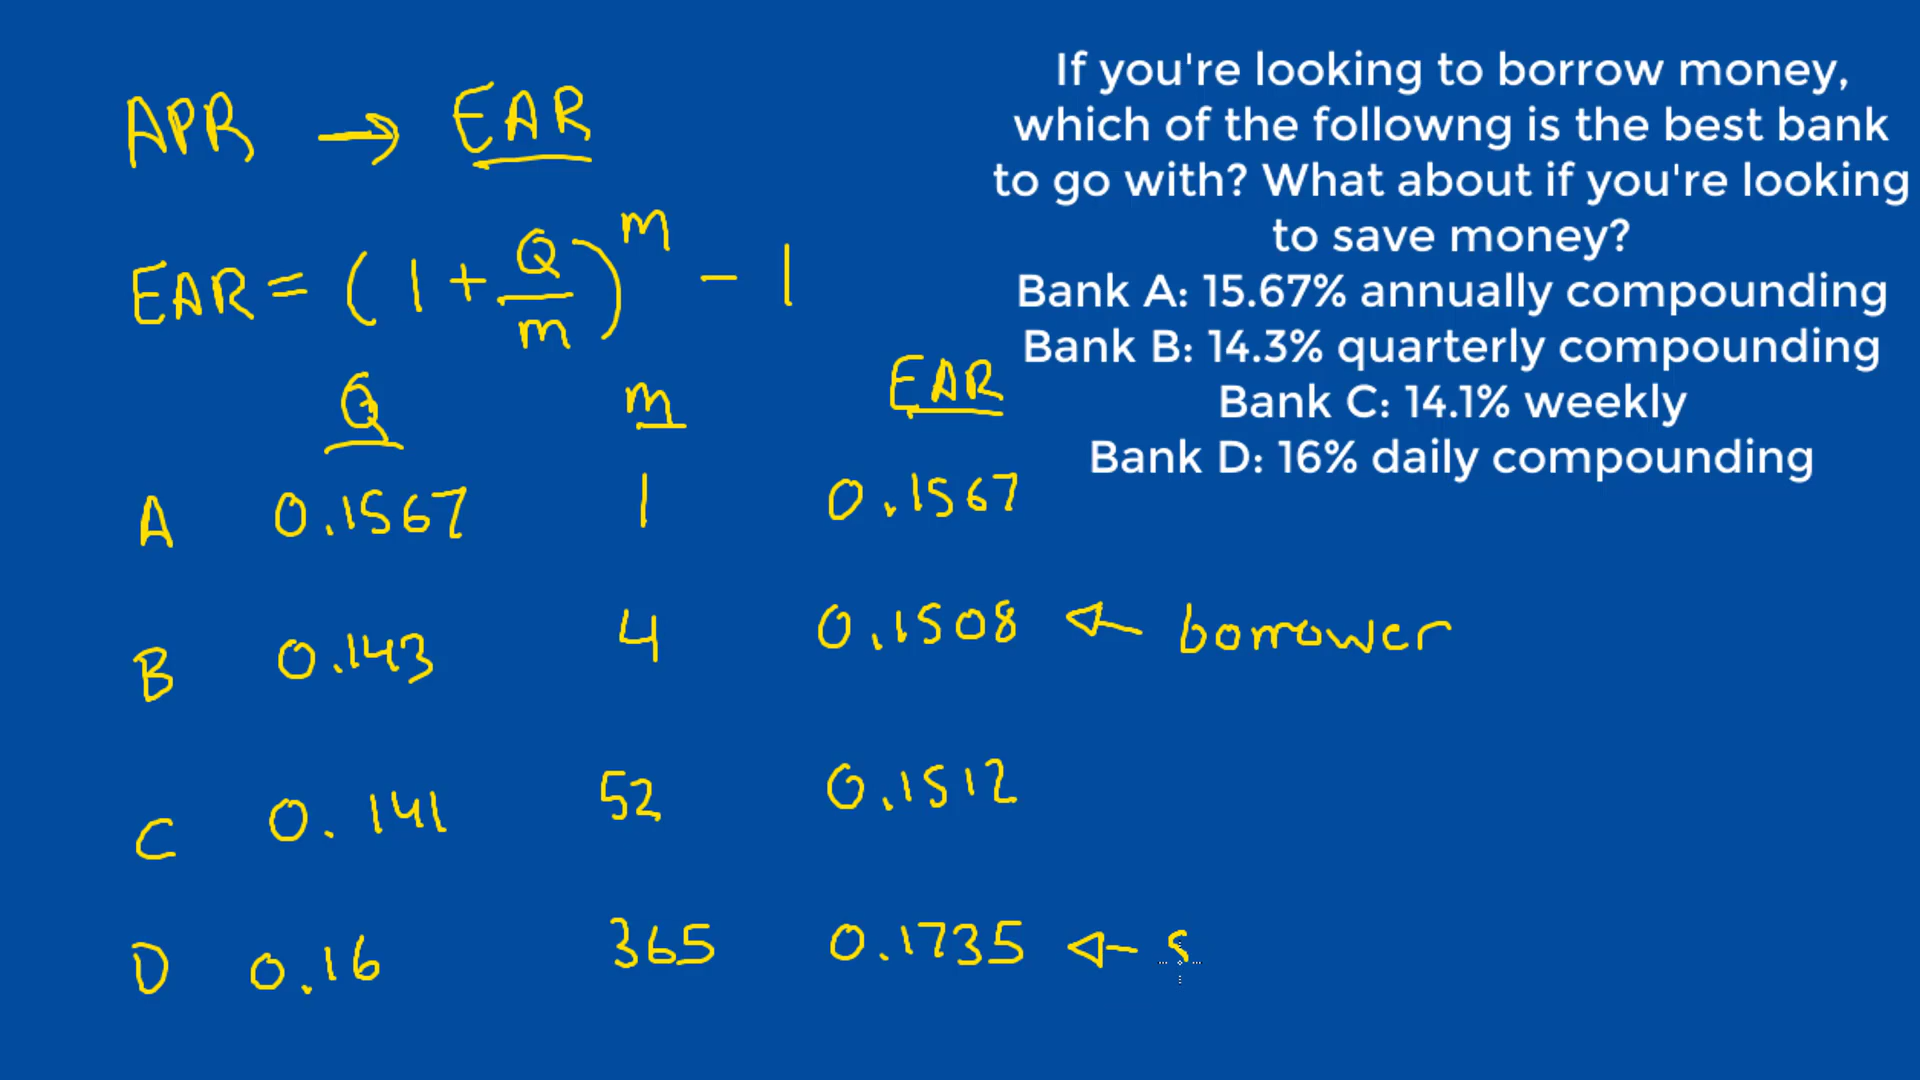 If you're looking to borrow money,
which of the followng is the best bank
to go with? What about if you're looking
to save money?
Bank A: 15.67% annually compounding
Bank B: 14.3% quarterly compounding
Bank C: 14.1% weekly
Bank D: 16% daily compounding
APR → EAR
EAR = (1 + Q/m)^m - 1
Q m EAR
A 0.1567 1 0.1567
B 0.143 4 0.1508 ← borrower
C 0.141 52 0.1512
D 0.16 365 0.1735 ← s